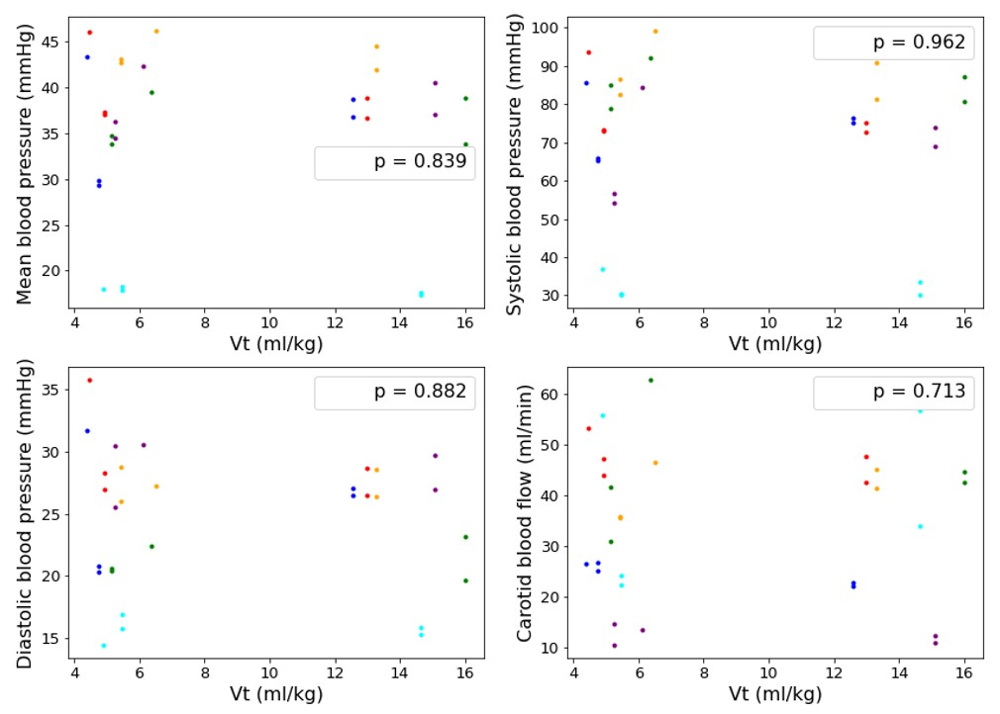 Mean blood pressure (mmHg)
45
40
35
30
25
20
p = 0.839
4 6 8 10 12 14 16
Vt (ml/kg)
Systolic blood pressure (mmHg)
100
90
80
70
60
50
40
30
p = 0.962
4 6 8 10 12 14 16
Vt (ml/kg)
Diastolic blood pressure (mmHg)
35
30
25
20
15
p = 0.882
4 6 8 10 12 14 16
Vt (ml/kg)
Carotid blood flow (ml/min)
60
50
40
30
20
10
p = 0.713
4 6 8 10 12 14 16
Vt (ml/kg)